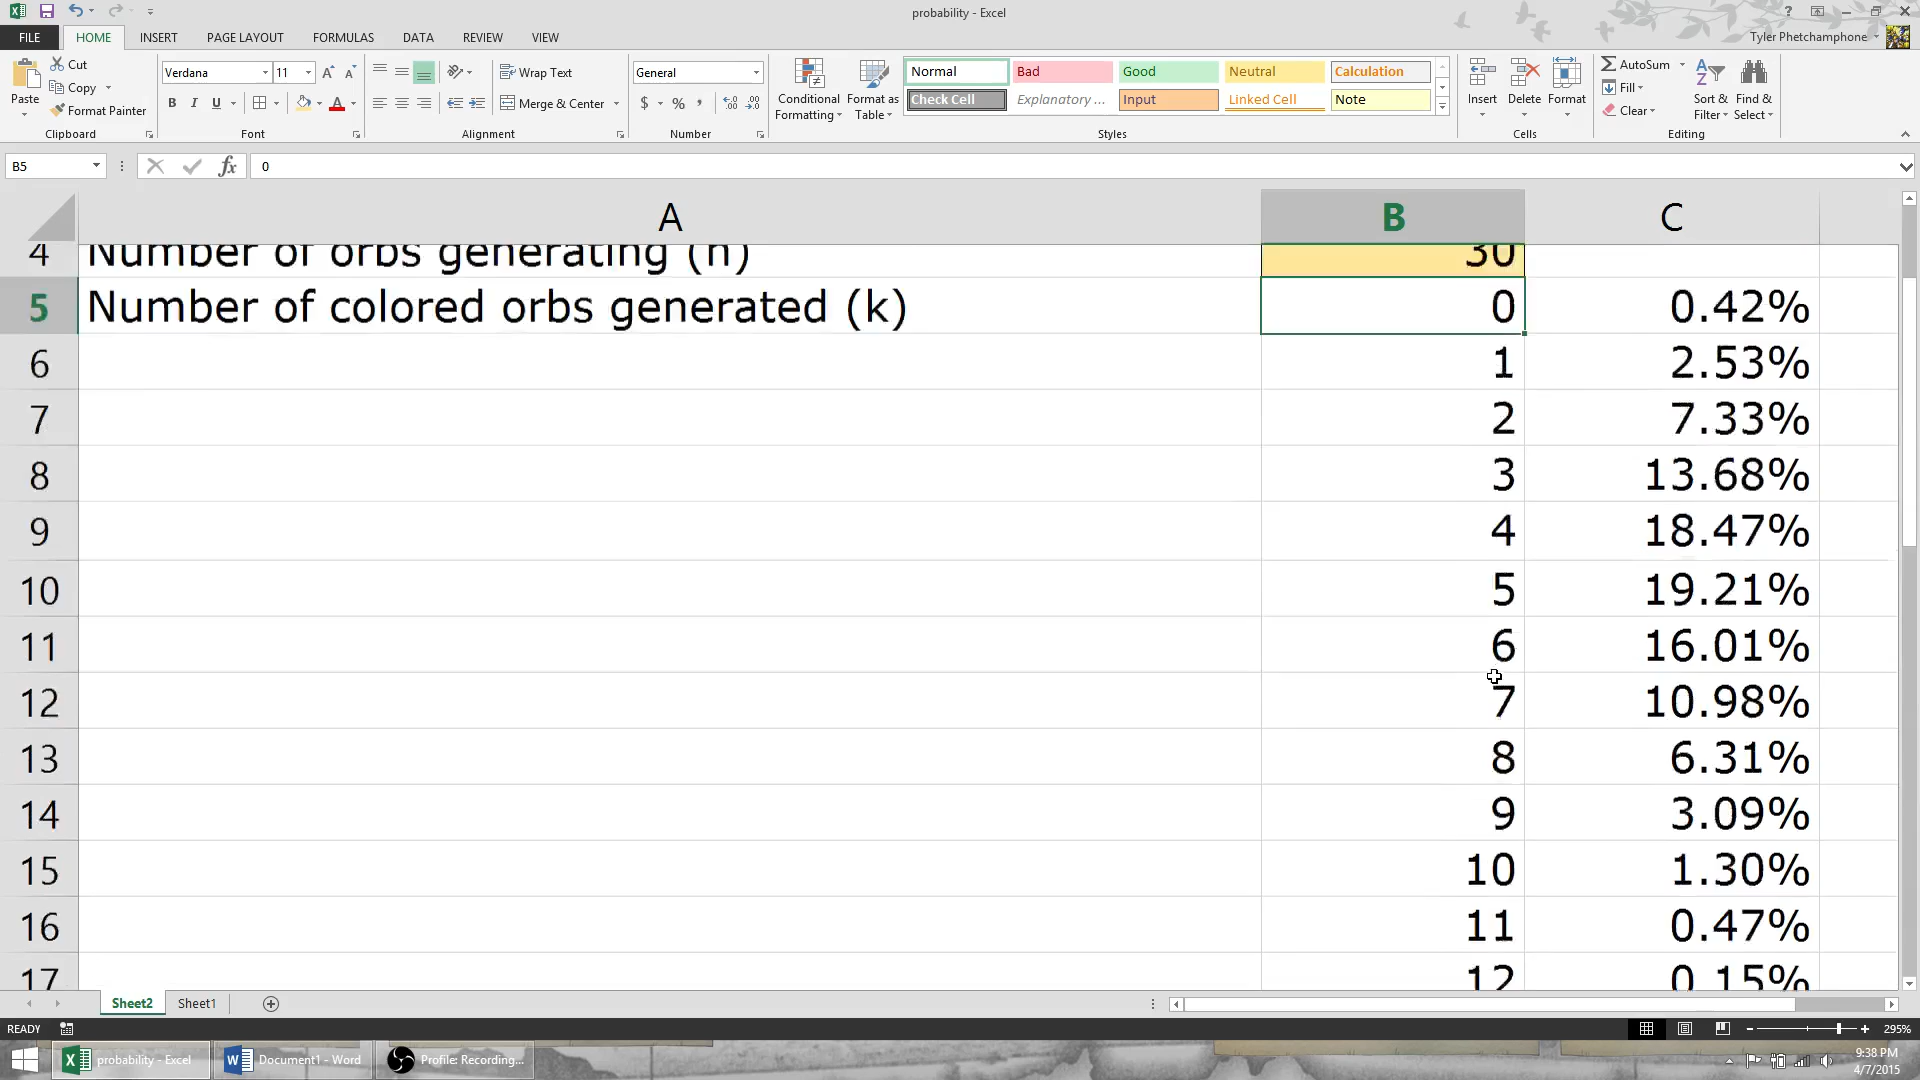 probability - Excel
FILE HOME INSERT PAGE LAYOUT FORMULAS DATA REVIEW VIEW Tyler Phetchamphone
Paste
Cut
Copy
Format Painter
Clipboard
Verdana 11
B I U
Font
Wrap Text
Merge & Center
Alignment
General
$ % ,
Number
Conditional Formatting
Format as Table
Normal Bad Good Neutral Calculation
Check Cell Explanatory ... Input Linked Cell Note
Styles
Insert Delete Format
Cells
AutoSum
Fill
Clear
Sort & Filter
Find & Select
Editing
B5 fx 0
A B C
4 Number of orbs generating (n) 30
5 Number of colored orbs generated (k) 0 0.42%
6 1 2.53%
7 2 7.33%
8 3 13.68%
9 4 18.47%
10 5 19.21%
11 6 16.01%
12 7 10.98%
13 8 6.31%
14 9 3.09%
15 10 1.30%
16 11 0.47%
17 12 0.15%
Sheet2 Sheet1
READY 295%
probability - Excel Document1 - Word Profile: Recording... 9:38 PM
4/7/2015